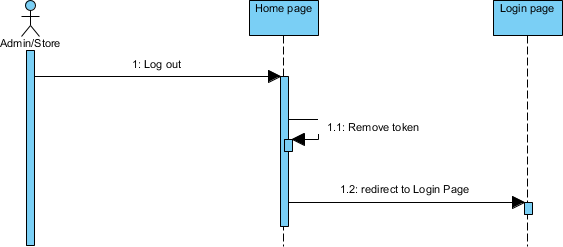 Home page
Login page
Admin/Store
1: Log out
1.1: Remove token
1.2: redirect to Login Page